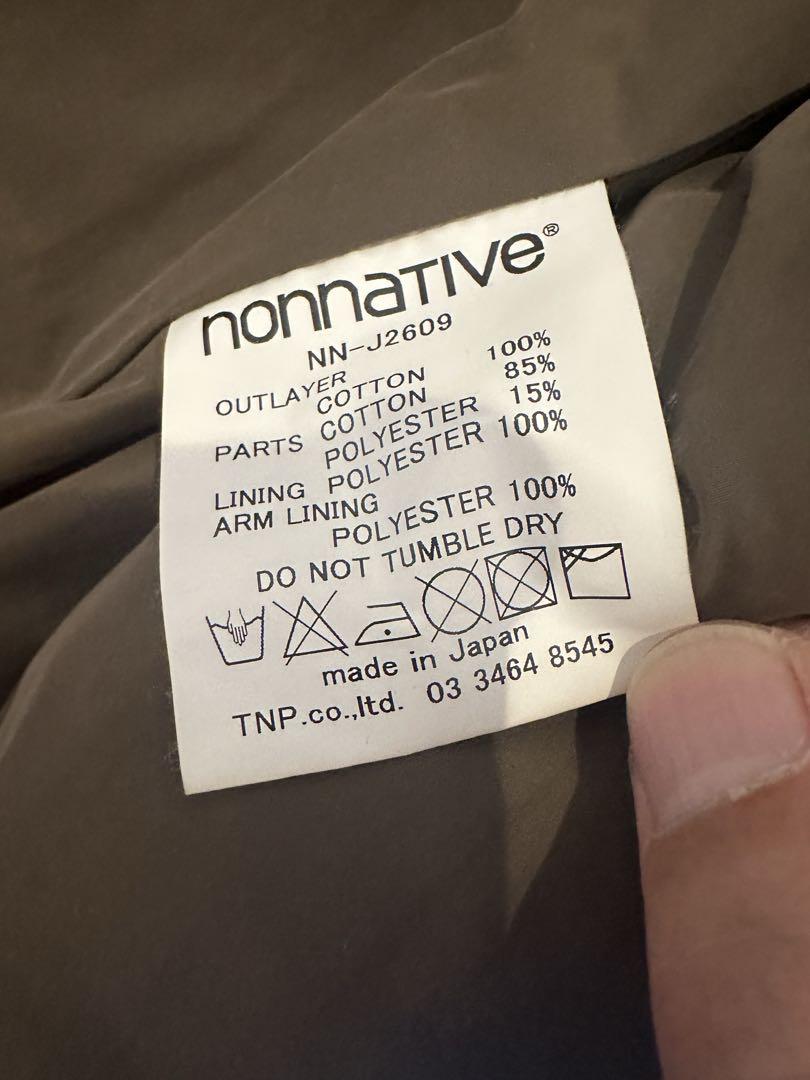 nonnative®
NN-J2609
OUTLAYER
COTTON 100%
PARTS COTTON 85%
POLYESTER 15%
LINING POLYESTER 100%
ARM LINING
POLYESTER 100%
DO NOT TUMBLE DRY
made in Japan
TNP.co.,ltd. 03 3464 8545